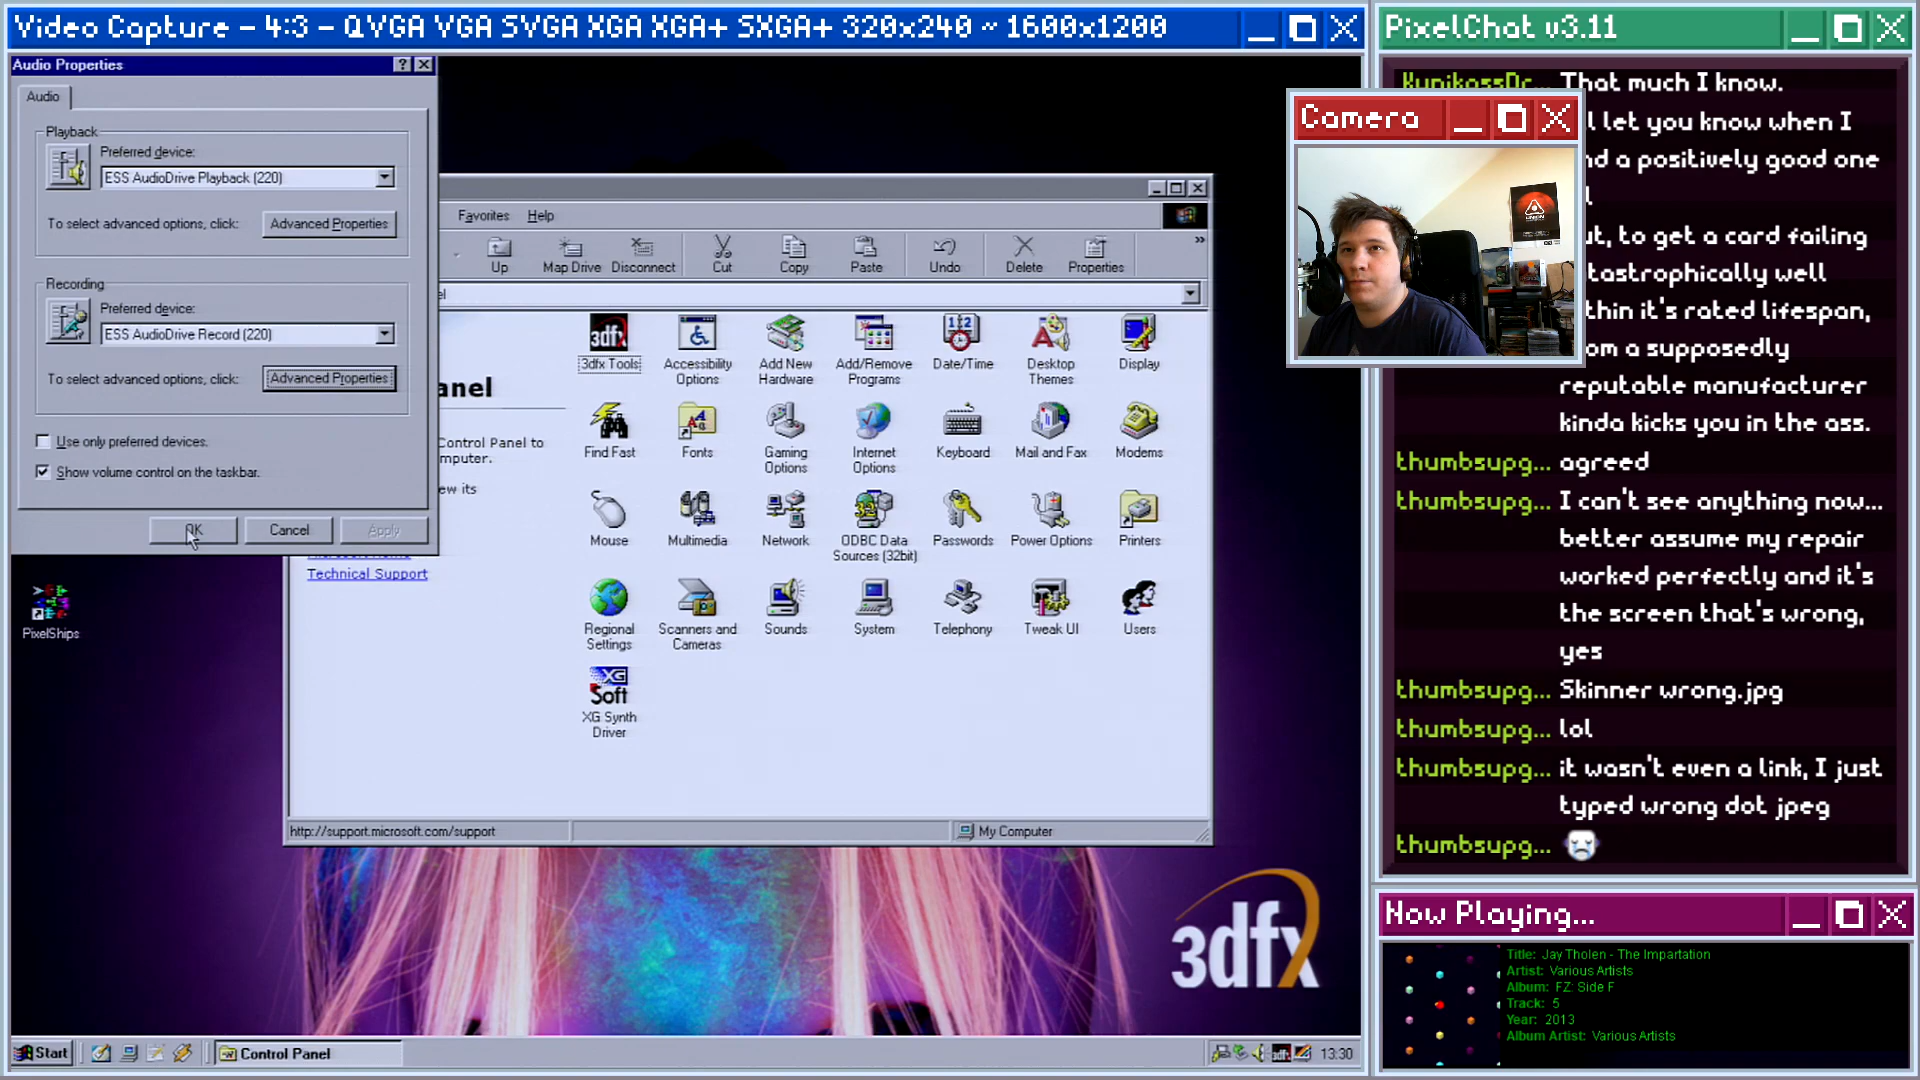 Video Capture - 4:3 - QVGA VGA SVGA XGA XGA+ SXGA+ 320x240 ~ 1600x1200
Audio Properties
Audio
Playback
Preferred device:
ESS AudioDrive Playback (220)
To select advanced options, click:
Advanced Properties
Recording
Preferred device:
ESS AudioDrive Record (220)
To select advanced options, click:
Advanced Properties
Use only preferred devices.
Show volume control on the taskbar.
OK
Cancel
Apply
Favorites
Help
Up
Map Drive
Disconnect
Cut
Copy
Paste
Undo
Delete
Properties
anel
Control Panel to
mputer.
ew its
Technical Support
3dfx
3dfx Tools
Accessibility
Options
Add New
Hardware
Add/Remove
Programs
Date/Time
Desktop
Themes
Display
Find Fast
Fonts
Gaming
Options
Internet
Options
Keyboard
Mail and Fax
Modems
Mouse
Multimedia
Network
ODBC Data
Sources (32bit)
Passwords
Power Options
Printers
Regional
Settings
Scanners and
Cameras
Sounds
System
Telephony
Tweak UI
Users
XG
Soft
XG Synth
Driver
http://support.microsoft.com/support
My Computer
PixelShips
3dfx
Start
Control Panel
13:30
Camera
PixelChat v3.11
That much I know.
l let you know when I
nd a positively good one
l
ut, to get a card failing
tastrophically well
thin it's rated lifespan,
om a supposedly
reputable manufacturer
kinda kicks you in the ass.
thumbsupg... agreed
thumbsupg... I can't see anything now...
better assume my repair
worked perfectly and it's
the screen that's wrong,
yes
thumbsupg... Skinner wrong.jpg
thumbsupg... lol
thumbsupg... it wasn't even a link, I just
typed wrong dot jpeg
thumbsupg...
Now Playing...
Title: Jay Tholen - The Impartation
Artist: Various Artists
Album: FZ: Side F
Track: 5
Year: 2013
Album Artist: Various Artists